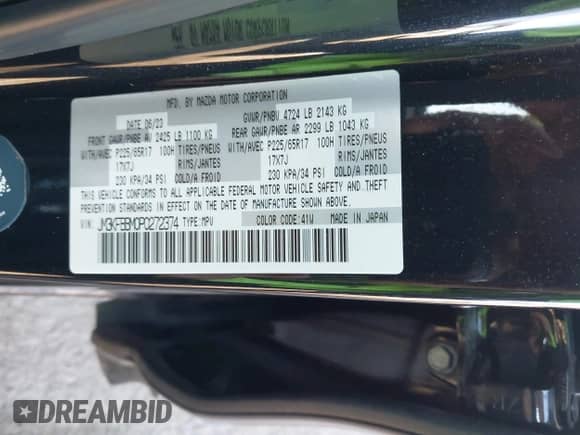 MFD. BY MAZDA MOTOR CORPORATION
DATE 06/23 GVWR/PNBV 4724 LB 2143 KG
FRONT GAWR/PNBE AV 2425 LB 1100 KG REAR GAWR/PNBE AR 2299 LB 1043 KG
WITH/AVEC P225/65R17 100H TIRES/PNEUS WITH/AVEC P225/65R17 100H TIRES/PNEUS
17X7J RIMS/JANTES 17X7J RIMS/JANTES
230 KPA/34 PSI COLD/A FROID 230 KPA/34 PSI COLD/A FROID
THIS VEHICLE CONFORMS TO ALL APPLICABLE FEDERAL MOTOR VEHICLE SAFETY AND THEFT
PREVENTION STANDARDS IN EFFECT ON THE DATE OF MANUFACTURE SHOWN ABOVE.
VIN: JM3KFBBM0P0272374 TYPE:MPV COLOR CODE:41W MADE IN JAPAN
DREAMBID